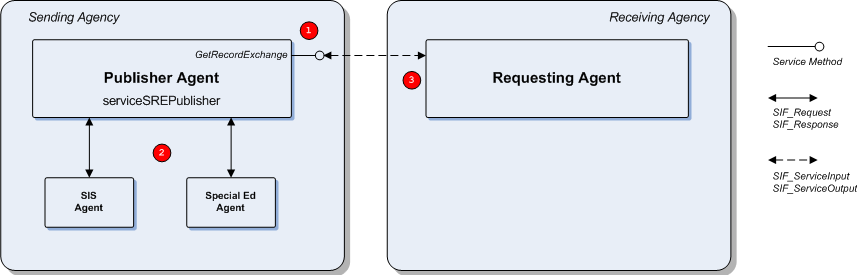 Sending Agency
Receiving Agency
1
GetRecordExchange
Publisher Agent
serviceSREPublisher
3
Requesting Agent
Service Method
SIF_Request
SIF_Response
2
SIS
Agent
Special Ed
Agent
SIF_ServiceInput
SIF_ServiceOutput